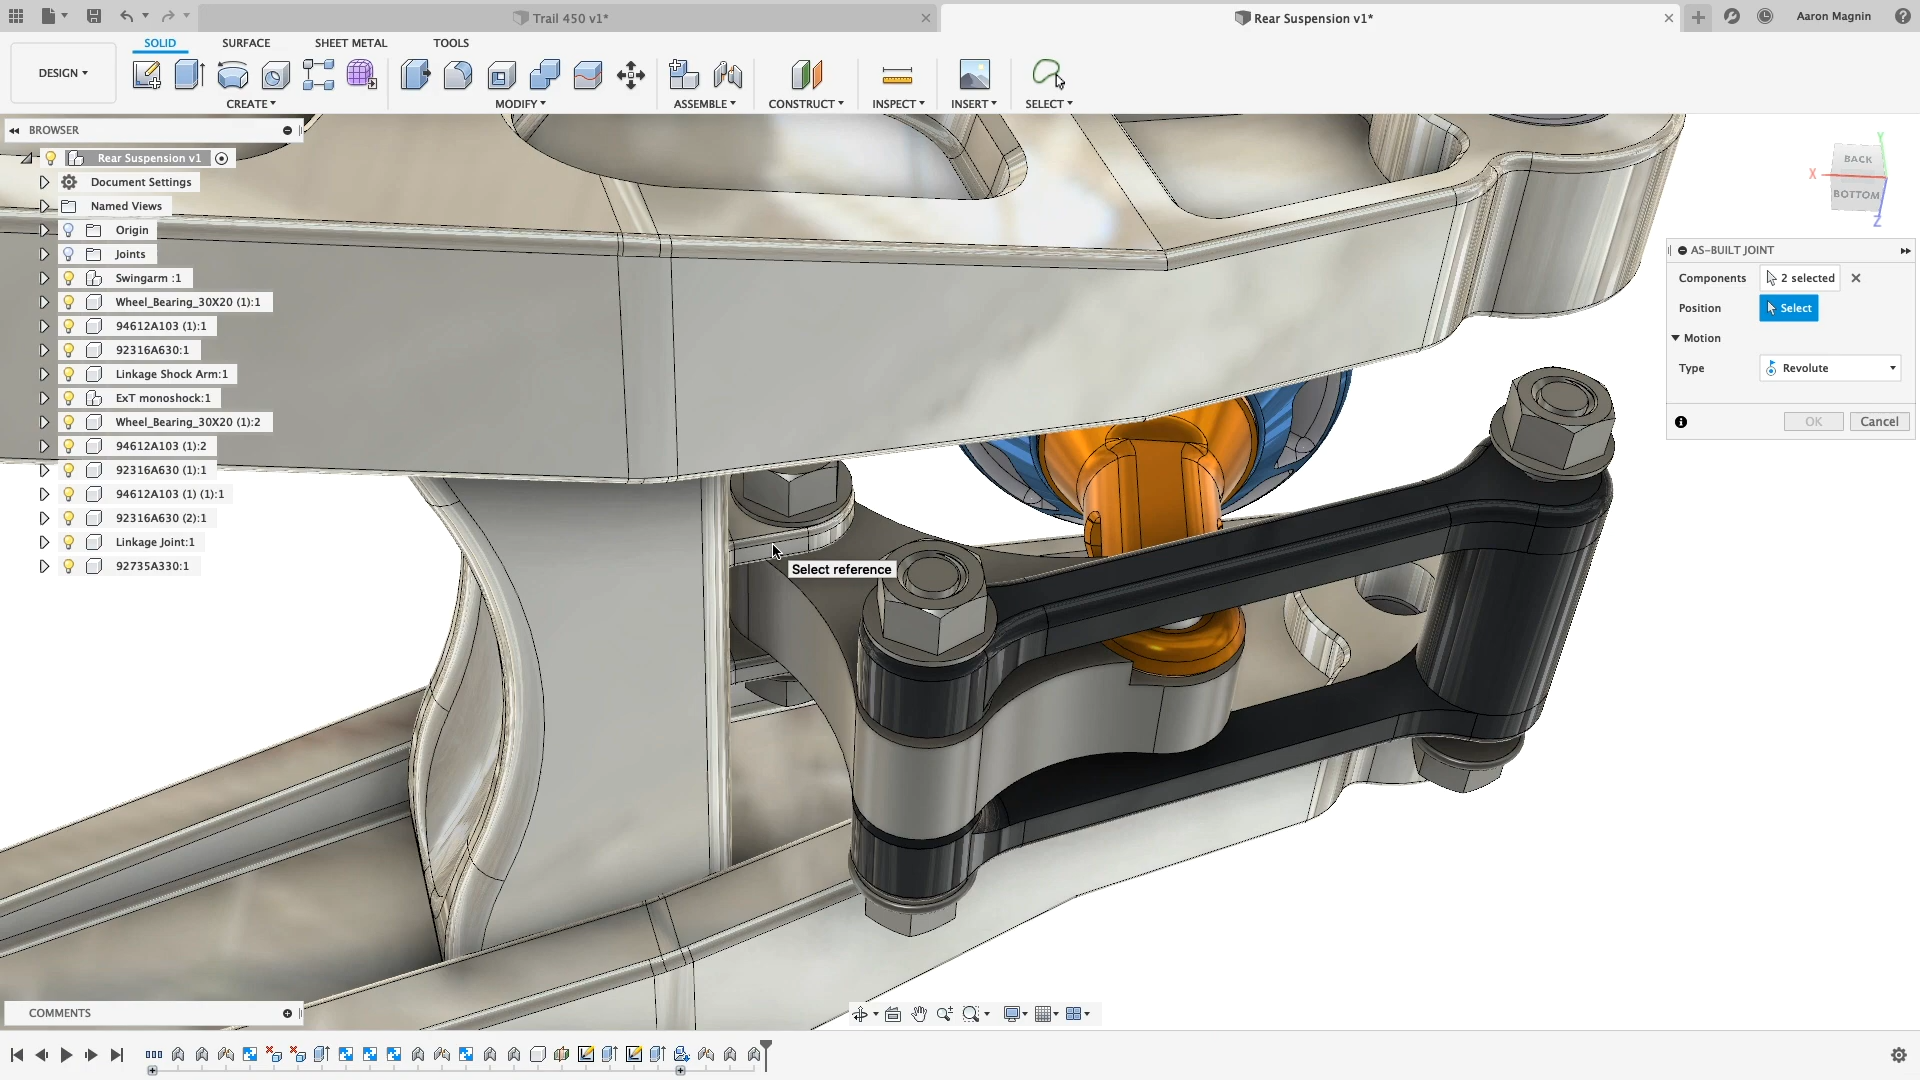 Trail 450 v1*
Rear Suspension v1*
Aaron Magnin
SOLID
SURFACE
SHEET METAL
TOOLS
DESIGN
CREATE
MODIFY
ASSEMBLE
CONSTRUCT
INSPECT
INSERT
SELECT
BROWSER
Rear Suspension v1
Document Settings
Named Views
Origin
Joints
Swingarm :1
Wheel_Bearing_30X20 (1):1
94612A103 (1):1
92316A630:1
Linkage Shock Arm:1
ExT monoshock:1
Wheel_Bearing_30X20 (1):2
94612A103 (1):2
92316A630 (1):1
94612A103 (1) (1):1
92316A630 (2):1
Linkage Joint:1
92735A330:1
Y
BACK
X
BOTTOM
Z
AS-BUILT JOINT
Components 2 selected
Position Select
Motion
Type Revolute
OK Cancel
Select reference
COMMENTS